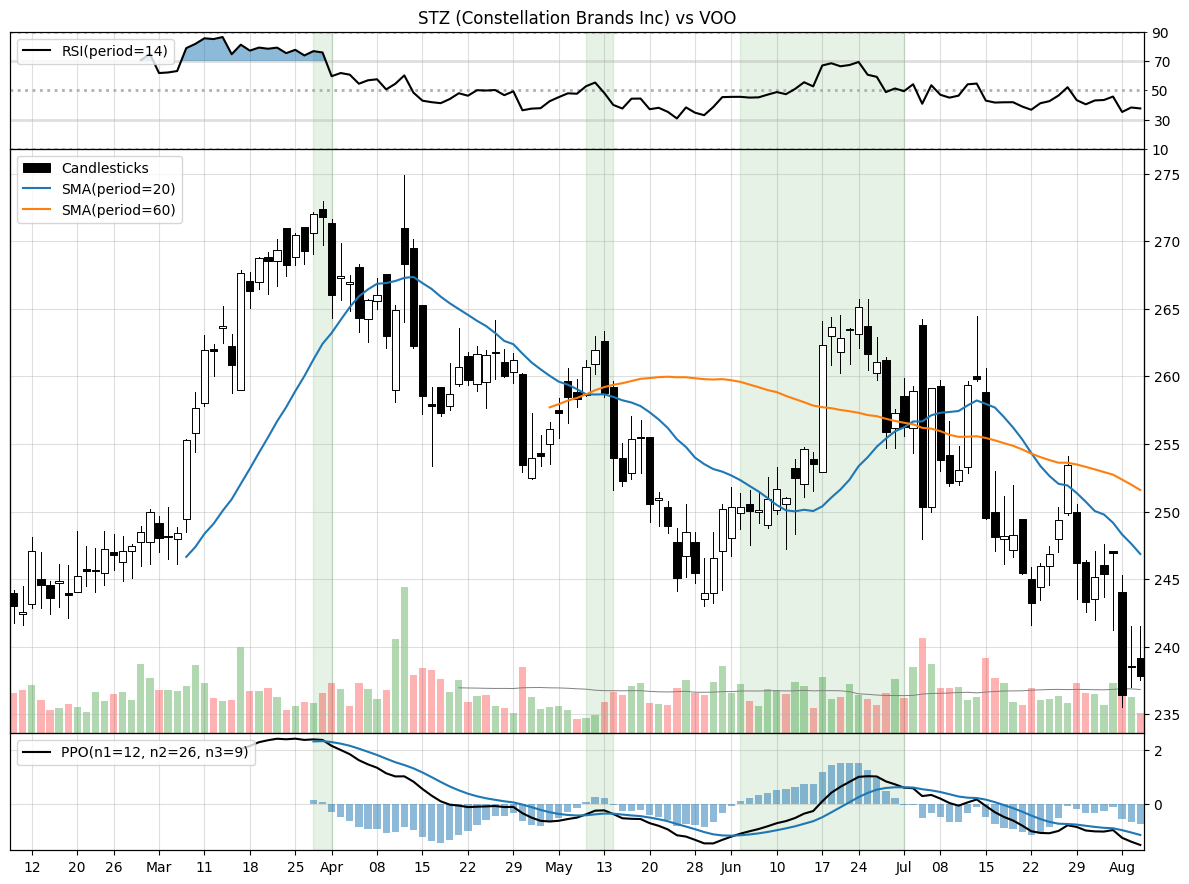 STZ (Constellation Brands Inc) vs VOO
RSI(period=14)
90
70
50
30
10
Candlesticks
SMA(period=20)
SMA(period=60)
275
270
265
260
255
250
245
240
235
PPO(n1=12, n2=26, n3=9)
2
0
12 20 26 Mar 11 18 25 Apr 08 15 22 29 May 13 20 28 Jun 10 17 24 Jul 08 15 22 29 Aug